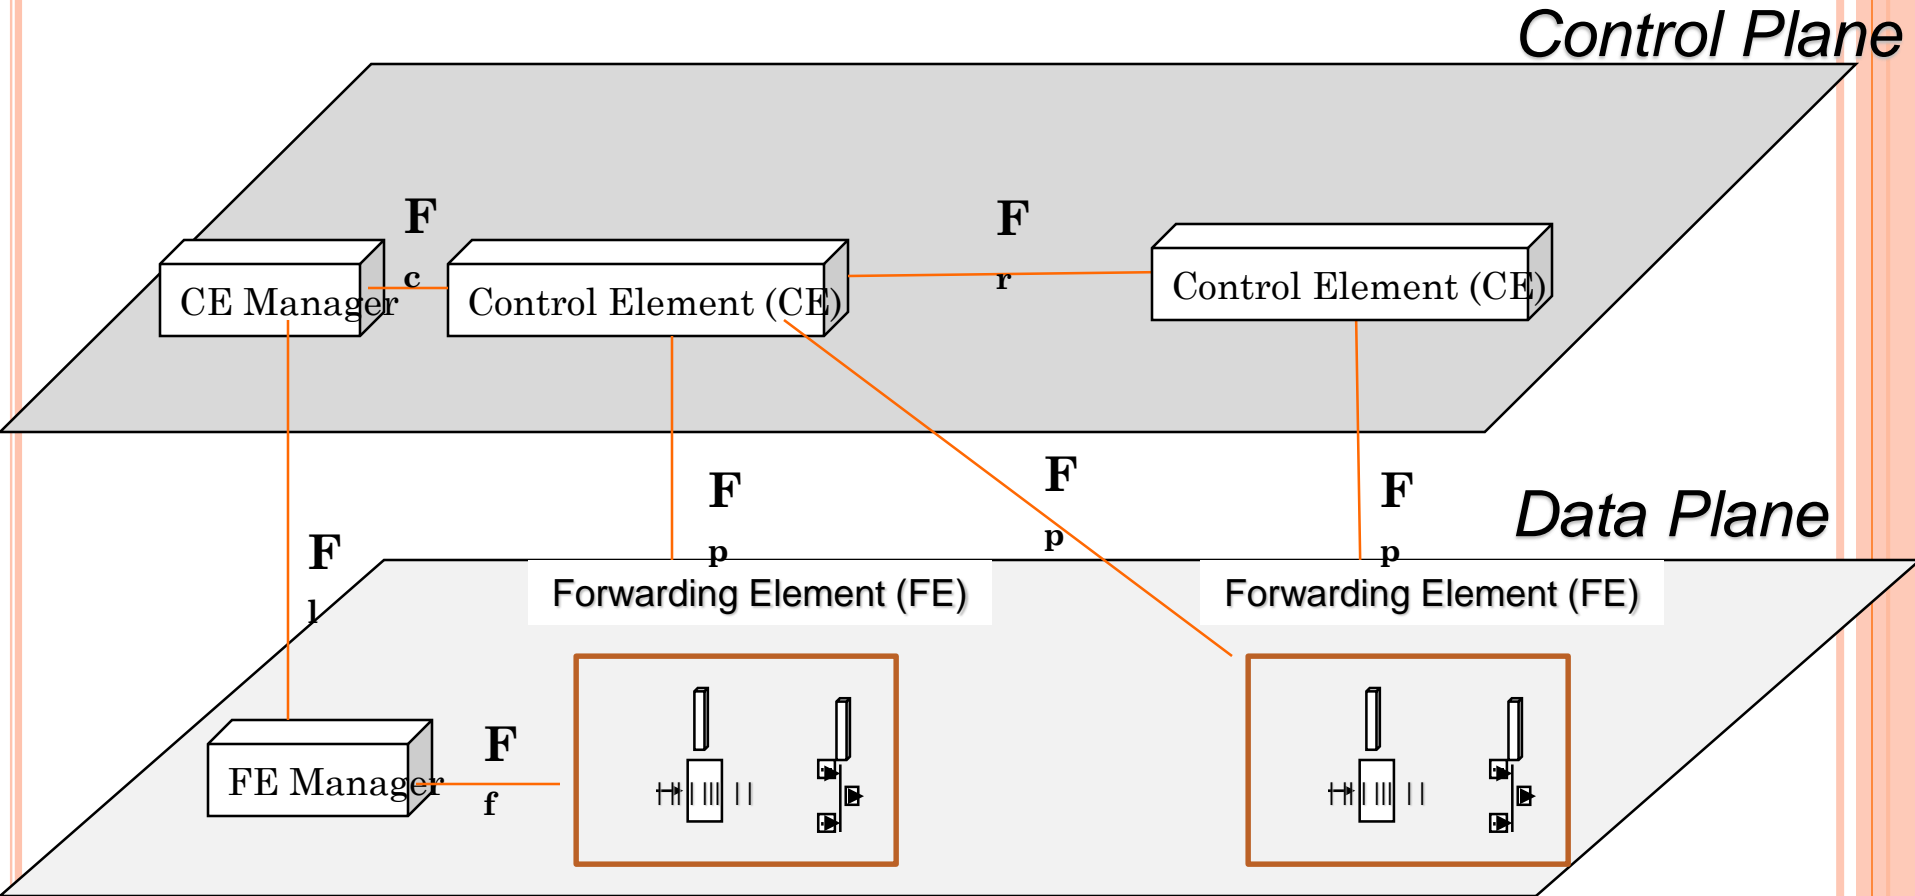 Control Plane
F
c
F
r
CE Manager
Control Element (CE)
Control Element (CE)
F
p
F
p
F
p
Data Plane
F
l
Forwarding Element (FE)
Forwarding Element (FE)
FE Manager
F
f